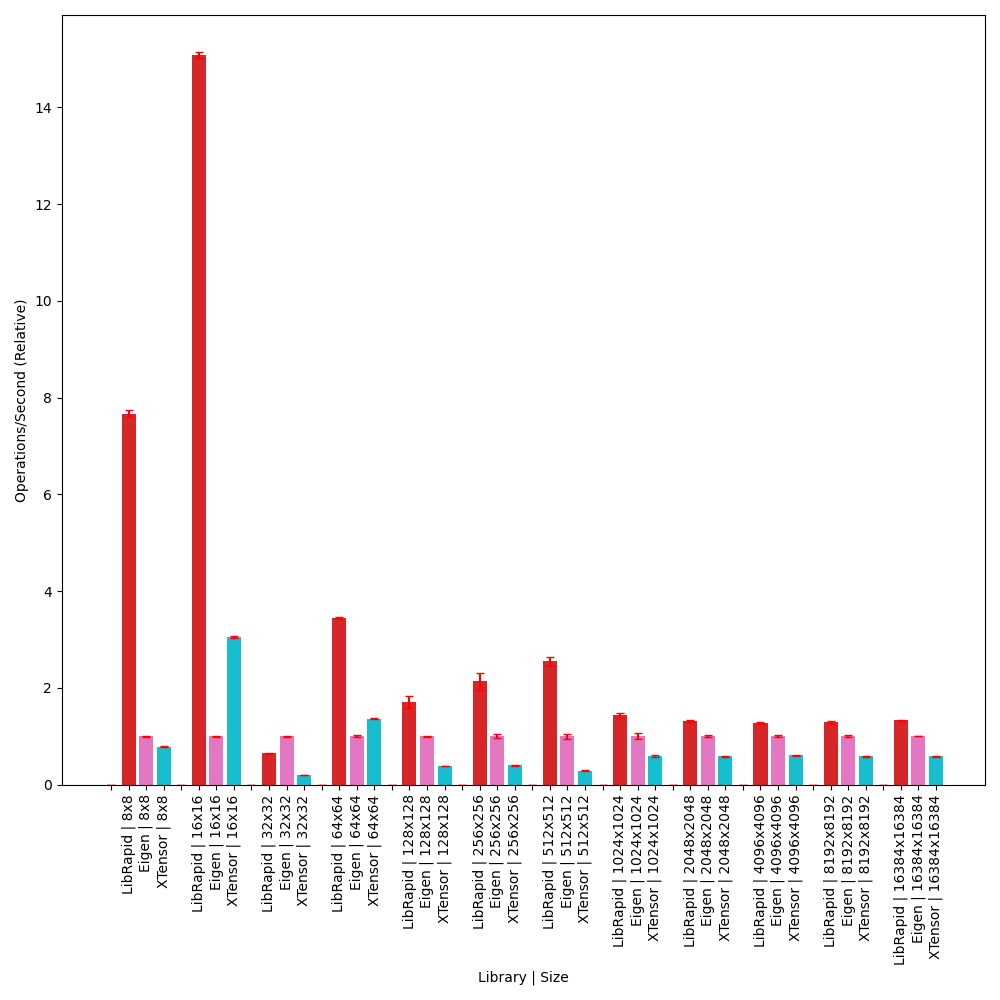 14
12
10
8
6
4
2
0
Operations/Second (Relative)
LibRapid | 8x8
Eigen | 8x8
XTensor | 8x8
LibRapid | 16x16
Eigen | 16x16
XTensor | 16x16
LibRapid | 32x32
Eigen | 32x32
XTensor | 32x32
LibRapid | 64x64
Eigen | 64x64
XTensor | 64x64
LibRapid | 128x128
Eigen | 128x128
XTensor | 128x128
LibRapid | 256x256
Eigen | 256x256
XTensor | 256x256
LibRapid | 512x512
Eigen | 512x512
XTensor | 512x512
LibRapid | 1024x1024
Eigen | 1024x1024
XTensor | 1024x1024
LibRapid | 2048x2048
Eigen | 2048x2048
XTensor | 2048x2048
LibRapid | 4096x4096
Eigen | 4096x4096
XTensor | 4096x4096
LibRapid | 8192x8192
Eigen | 8192x8192
XTensor | 8192x8192
LibRapid | 16384x16384
Eigen | 16384x16384
XTensor | 16384x16384
Library | Size